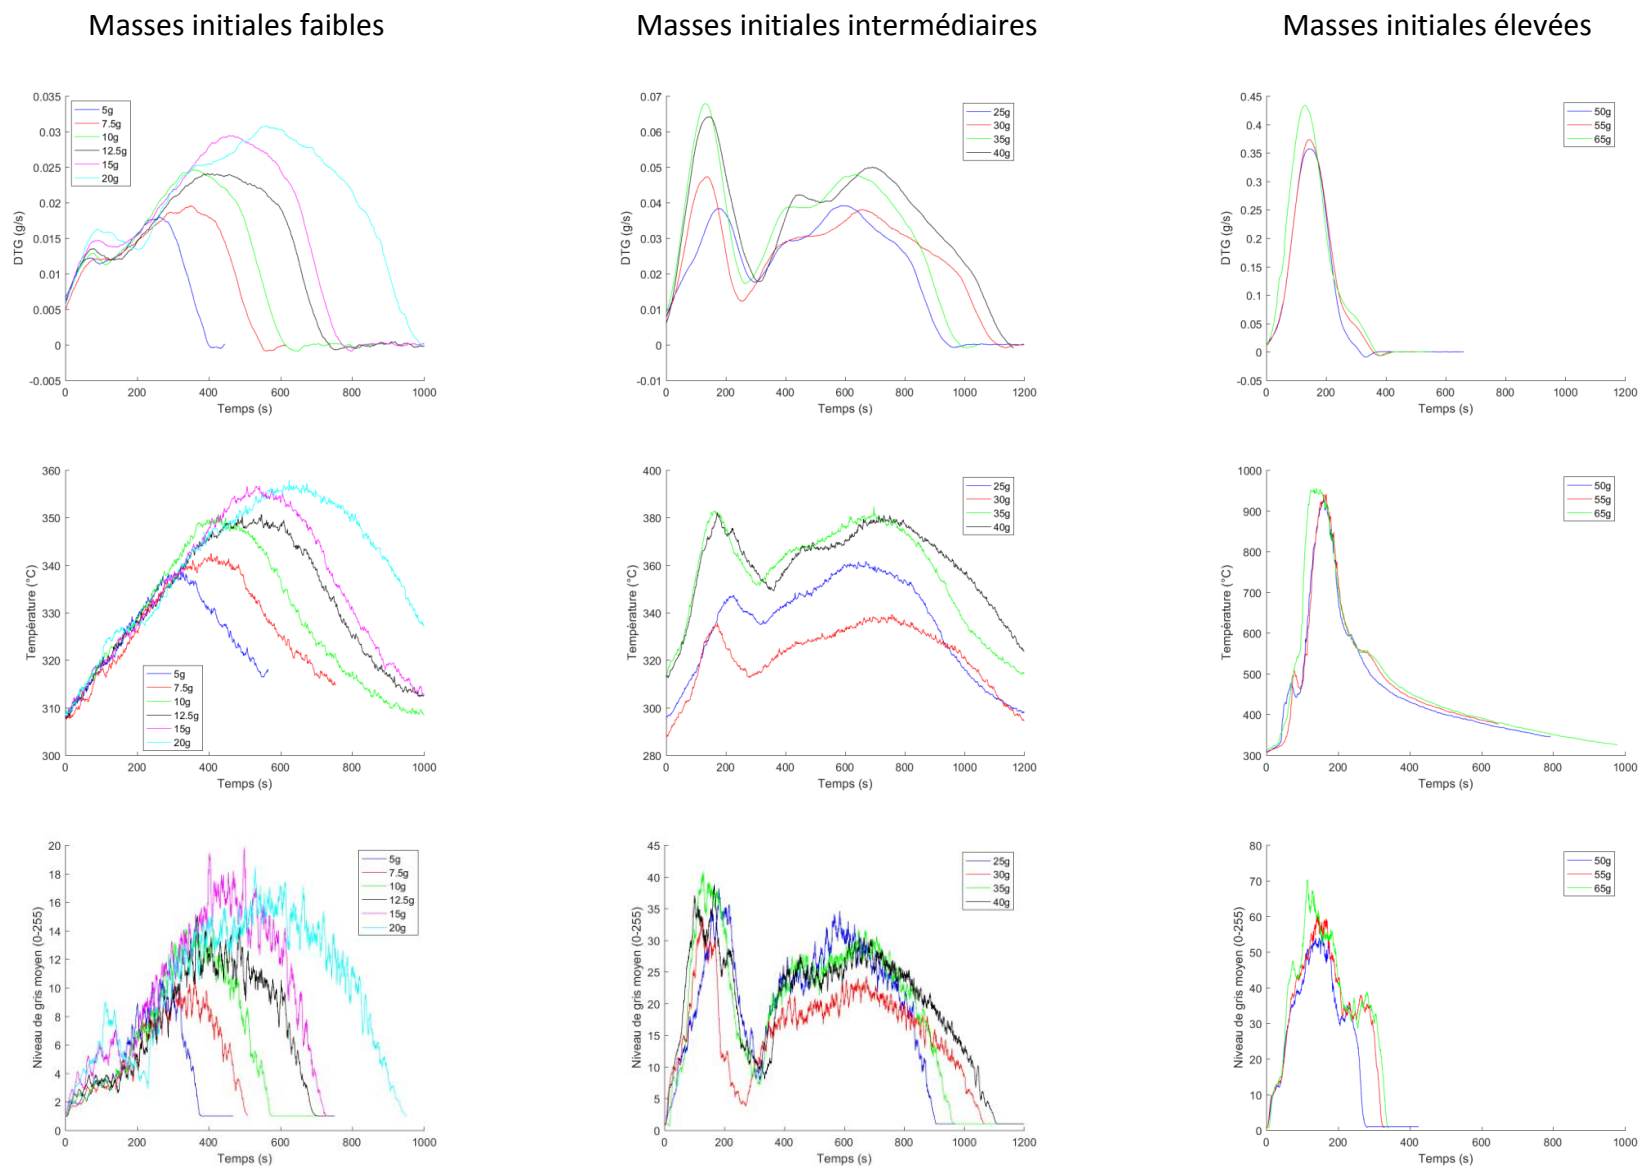 Masses initiales faibles
Masses initiales intermédiaires
Masses initiales élevées
DTG (g/s)
0.035
0.03
0.025
0.02
0.015
0.01
0.005
0
-0.005
5g
7.5g
10g
12.5g
15g
20g
0 200 400 600 800 1000
Temps (s)
DTG (g/s)
0.07
0.06
0.05
0.04
0.03
0.02
0.01
0
-0.01
25g
30g
35g
40g
0 200 400 600 800 1000 1200
Temps (s)
DTG (g/s)
0.45
0.4
0.35
0.3
0.25
0.2
0.15
0.1
0.05
0
-0.05
50g
55g
65g
0 200 400 600 800 1000 1200
Temps (s)
Température (°C)
360
350
340
330
320
310
300
5g
7.5g
10g
12.5g
15g
20g
0 200 400 600 800 1000
Temps (s)
Température (°C)
400
380
360
340
320
300
280
25g
30g
35g
40g
0 200 400 600 800 1000 1200
Temps (s)
Température (°C)
1000
900
800
700
600
500
400
300
50g
55g
65g
0 200 400 600 800 1000
Temps (s)
Niveau de gris moyen (0-255)
20
18
16
14
12
10
8
6
4
2
0
5g
7.5g
10g
12.5g
15g
20g
0 200 400 600 800 1000
Temps (s)
Niveau de gris moyen (0-255)
45
40
35
30
25
20
15
10
5
0
25g
30g
35g
40g
0 200 400 600 800 1000 1200
Temps (s)
Niveau de gris moyen (0-255)
80
70
60
50
40
30
20
10
0
50g
55g
65g
0 200 400 600 800 1000
Temps (s)